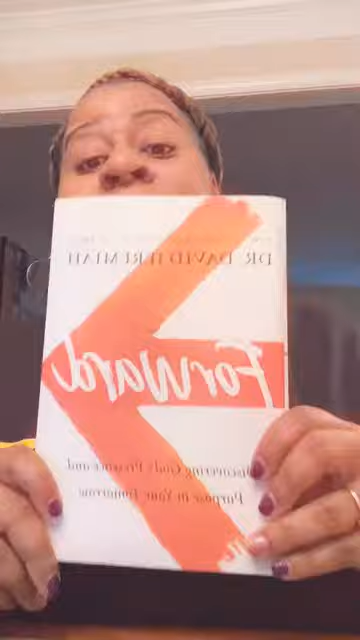 DR. DAVID JEREMIAH
Forward
Discovering God's Presence and
Purpose in Your Tomorrow